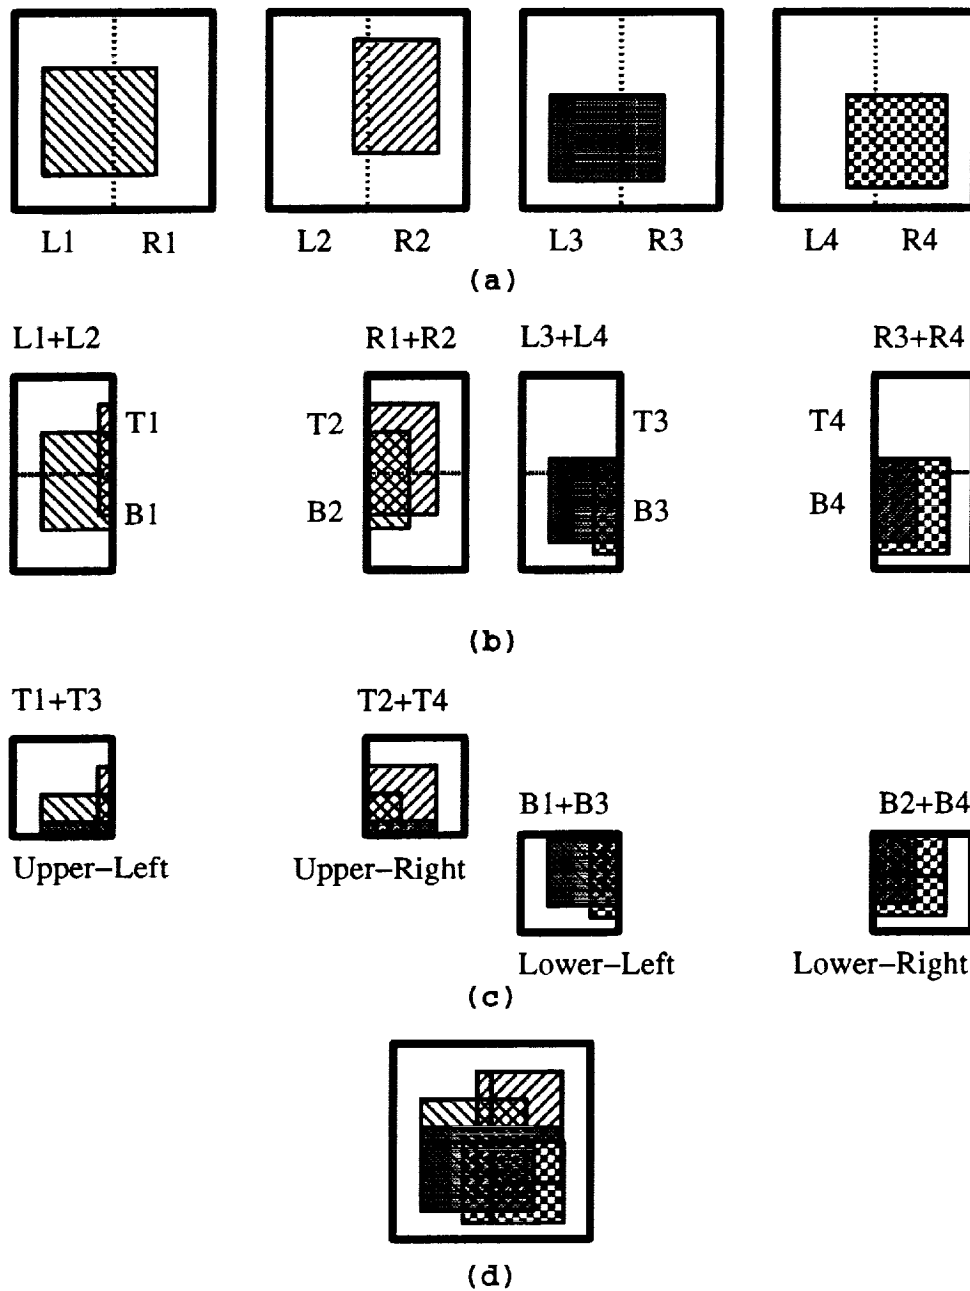 L1 R1 L2 R2 L3 R3 L4 R4
(a)
L1+L2 R1+R2 L3+L4 R3+R4
T1 T2 T3 T4
B1 B2 B3 B4
(b)
T1+T3 T2+T4
B1+B3 B2+B4
Upper-Left Upper-Right
Lower-Left Lower-Right
(c)
(d)